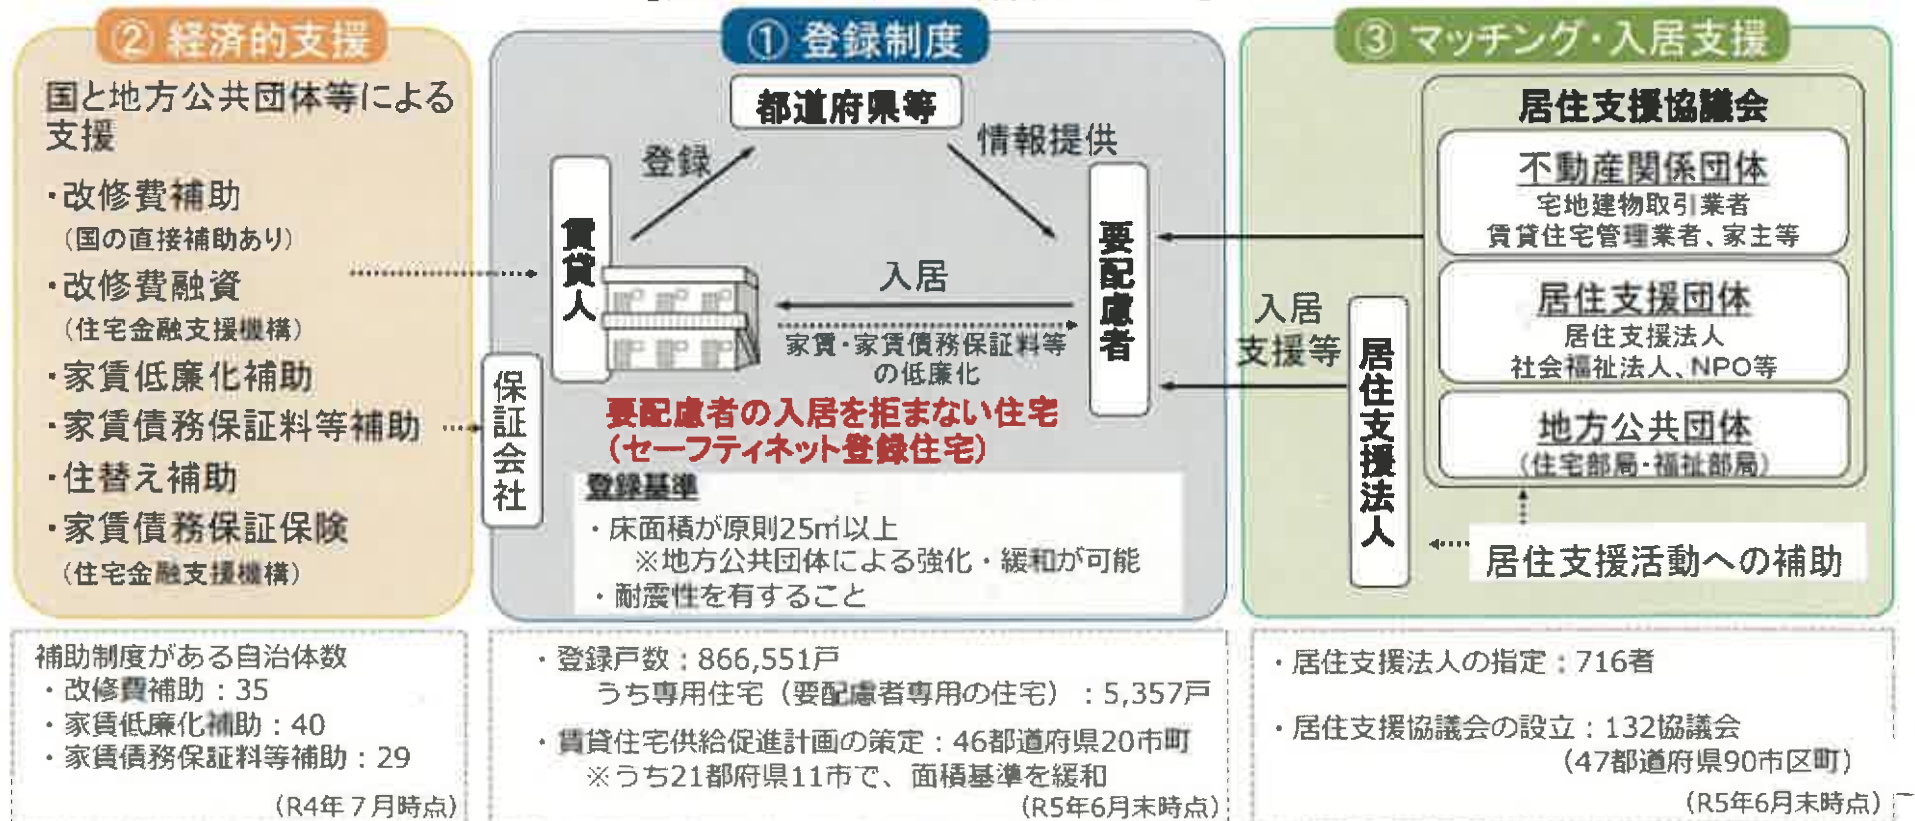 ② 経済的支援
国と地方公共団体等による
支援
・改修費補助
(国の直接補助あり)
・改修費融資
(住宅金融支援機構)
・家賃低廉化補助
・家賃債務保証料等補助
・住替え補助
・家賃債務保証保険
(住宅金融支援機構)
① 登録制度
都道府県等
登録
情報提供
賃貸人
要配慮者
入居
家賃・家賃債務保証料等
の低廉化
保証会社
要配慮者の入居を拒まない住宅
(セーフティネット登録住宅)
登録基準
・床面積が原則25㎡以上
※地方公共団体による強化・緩和が可能
・耐震性を有すること
③ マッチング・入居支援
居住支援協議会
不動産関係団体
宅地建物取引業者
賃貸住宅管理業者、家主等
居住支援団体
居住支援法人
社会福祉法人、NPO等
地方公共団体
(住宅部局・福祉部局)
入居
支援等
居住支援法人
居住支援活動への補助
補助制度がある自治体数
・改修費補助：35
・家賃低廉化補助：40
・家賃債務保証料等補助：29
(R4年７月時点)
・登録戸数：866,551戸
うち専用住宅（要配慮者専用の住宅）：5,357戸
・賃貸住宅供給促進計画の策定：46都道府県20市町
※うち21都府県11市で、面積基準を緩和
(R5年6月末時点)
・居住支援法人の指定：716者
・居住支援協議会の設立：132協議会
(47都道府県90市区町)
(R5年6月末時点)